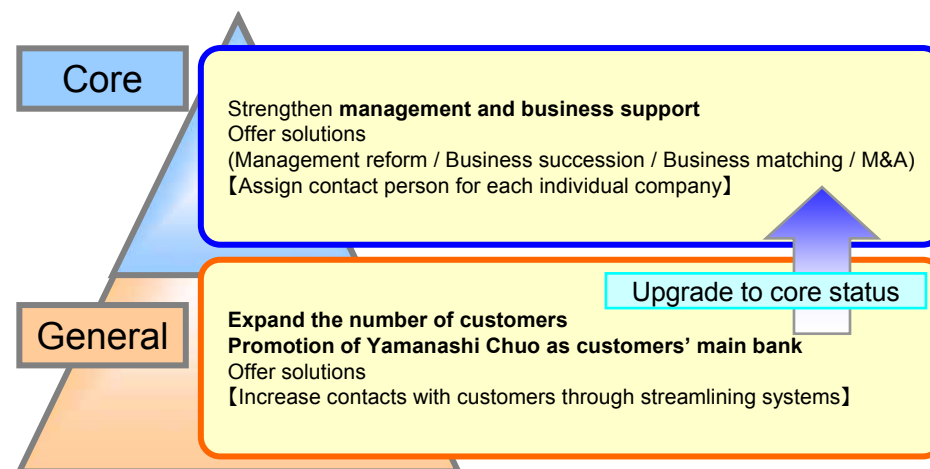 Core
Strengthen management and business support
Offer solutions
(Management reform / Business succession / Business matching / M&A)
【Assign contact person for each individual company】
Upgrade to core status
General
Expand the number of customers
Promotion of Yamanashi Chuo as customers’ main bank
Offer solutions
【Increase contacts with customers through streamlining systems】